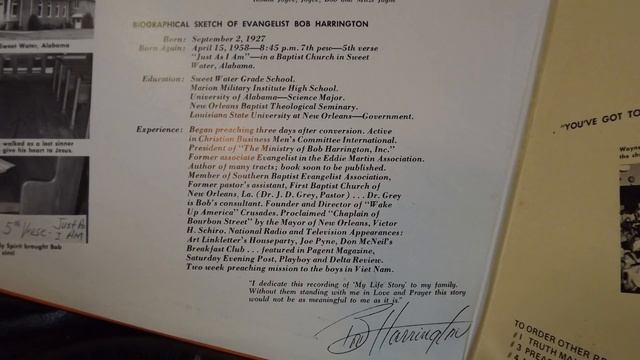 BIOGRAPHICAL SKETCH OF EVANGELIST BOB HARRINGTON
Born: September 2, 1927
Born Again: April 15, 1958—8:45 p.m. 7th pew—5th verse
"Just As I Am"—in a Baptist Church in Sweet
Water, Alabama.
Education: Sweet Water Grade School.
Marion Military Institute High School.
University of Alabama—Science Major.
New Orleans Baptist Theological Seminary.
Louisiana State University at New Orleans—Government.
Experience: Began preaching three days after conversion. Active
in Christian Business Men's Committee International.
President of "The Ministry of Bob Harrington, Inc."
Former associate Evangelist in the Eddie Martin Association.
Author of many tracts; book soon to be published.
Member of Southern Baptist Evangelist Association,
Former pastor's assistant, First Baptist Church of
New Orleans, La. (Dr. J. D. Grey, Pastor) . . . Dr. Grey
is Bob's consultant. Founder and Director of "Wake
Up America" Crusades. Proclaimed "Chaplain of
Bourbon Street" by the Mayor of New Orleans, Victor
H. Schiro. National Radio and Television Appearances:
Art Linkletter's Houseparty, Joe Pyne, Don McNeil's
Breakfast Club . . . featured in Pagent Magazine,
Saturday Evening Post, Playboy and Delta Review.
Two week preaching mission to the boys in Viet Nam.
"I dedicate this recording of 'My Life Story' to my family.
Without them standing with me in Love and Prayer this story
would not be as meaningful to me as it is."
Bob Harrington
Sweet Water, Alabama
walked as a lost sinner
give his heart to Jesus.
5th Verse - Just As
I AM
Spirit brought Bob
"YOU'VE GOT TO
Wayne
the sh
TO ORDER OTHER
# 1 TRUTH
# 3